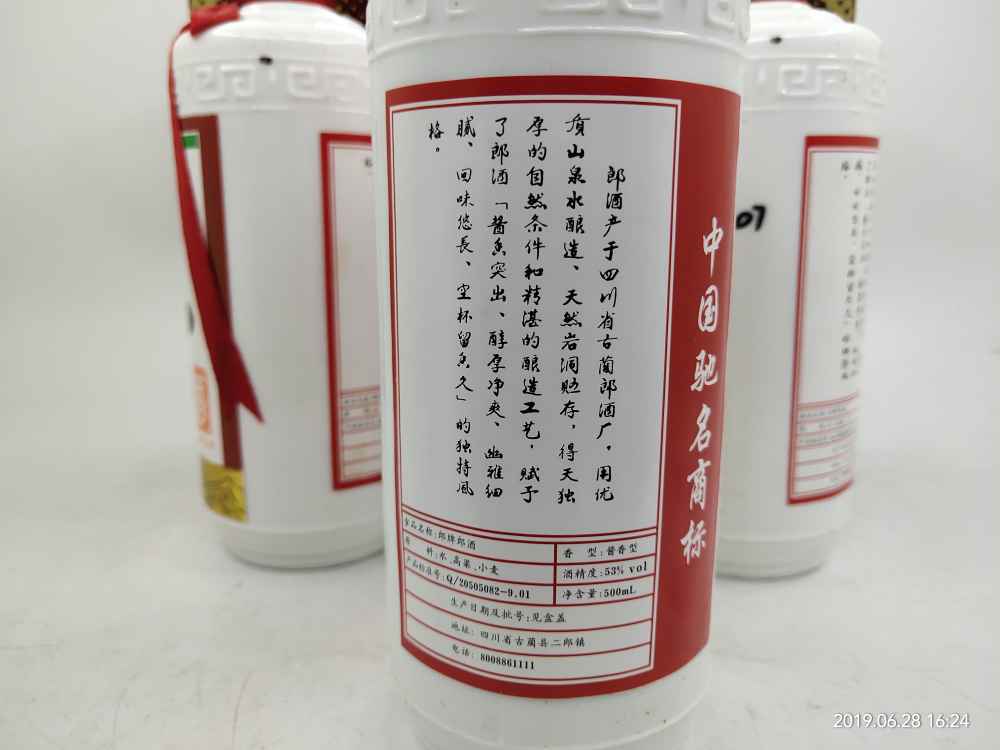 郎酒产于四川省古蔺郎酒厂。用优
质山泉水酿造、天然岩洞贮存，得天独
厚的自然条件和精湛的酿造工艺，赋予
了郎酒「酱香突出、醇厚净爽、幽雅细
腻、回味悠長、空杯留香久」的独特风
格。
中国驰名商标
食品名称:郎牌郎酒
原 料:水、高粱、小麦
产品标准号:Q/20505082-9.01
香 型:酱香型
酒精度:53% vol
净含量:500mL
生产日期及批号:见盒盖
地址: 四川省古蔺县二郎镇
电话: 8008861111
07
2019.06.28 16:24